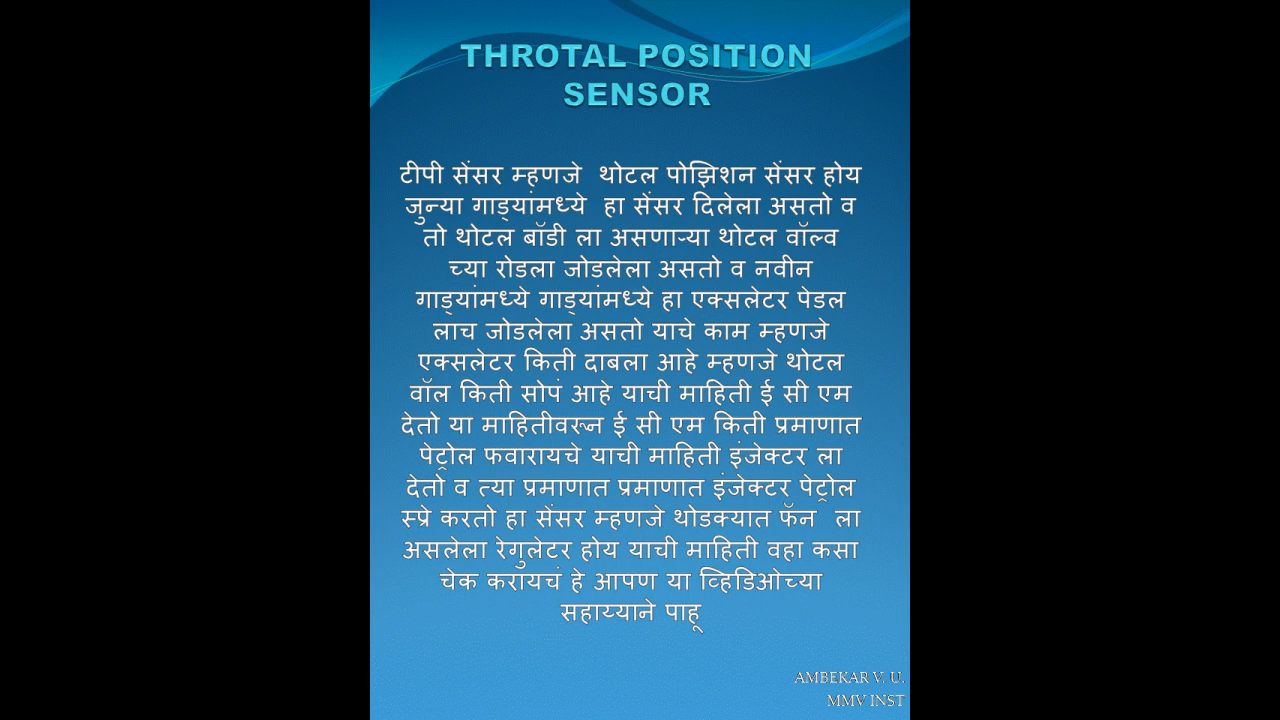 THROTAL POSITION
SENSOR
टीपी सेंसर म्हणजे थोटल पोझिशन सेंसर होय
जुन्या गाड्यांमध्ये हा सेंसर दिलेला असतो व
तो थोटल बॉडी ला असणाऱ्या थोटल वॉल्व
च्या रोडला जोडलेला असतो व नवीन
गाड्यांमध्ये गाड्यांमध्ये हा एक्सलेटर पेडल
लाच जोडलेला असतो याचे काम म्हणजे
एक्सलेटर किती दाबला आहे म्हणजे थोटल
वॉल किती सोपं आहे याची माहिती ई सी एम
देतो या माहितीवरून ई सी एम किती प्रमाणात
पेट्रोल फवारायचे याची माहिती इंजेक्टर ला
देतो व त्या प्रमाणात प्रमाणात इंजेक्टर पेट्रोल
स्प्रे करतो हा सेंसर म्हणजे थोडक्यात फॅन ला
असलेला रेगुलेटर होय याची माहिती वहा कसा
चेक करायचं हे आपण या व्हिडिओच्या
सहाय्याने पाहू
AMBEKAR V. U.
MMV INST